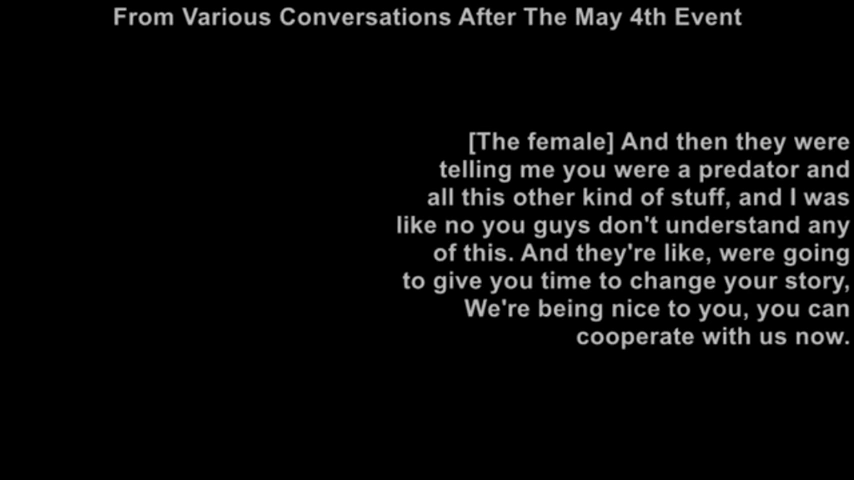 From Various Conversations After The May 4th Event
[The female] And then they were
telling me you were a predator and
all this other kind of stuff, and I was
like no you guys don't understand any
of this. And they're like, were going
to give you time to change your story,
We're being nice to you, you can
cooperate with us now.